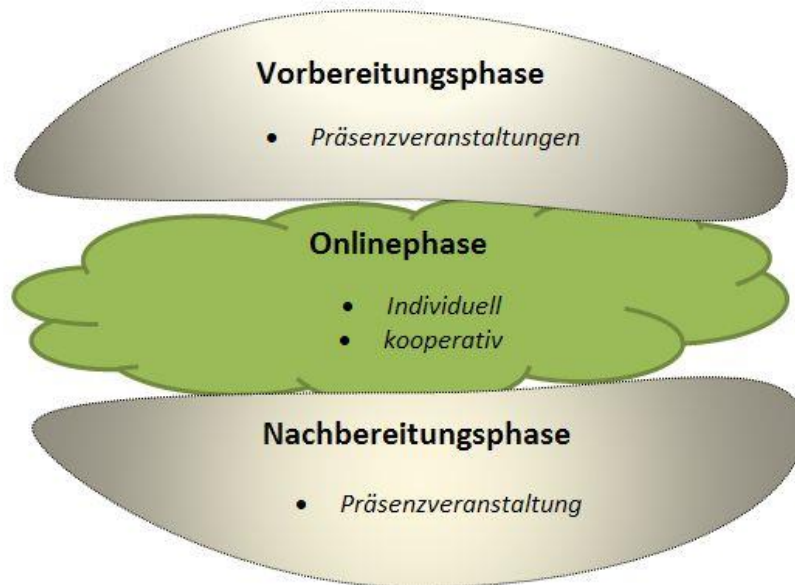 Vorbereitungsphase
• Präsenzveranstaltungen
Onlinephase
• Individuell
• kooperativ
Nachbereitungsphase
• Präsenzveranstaltung